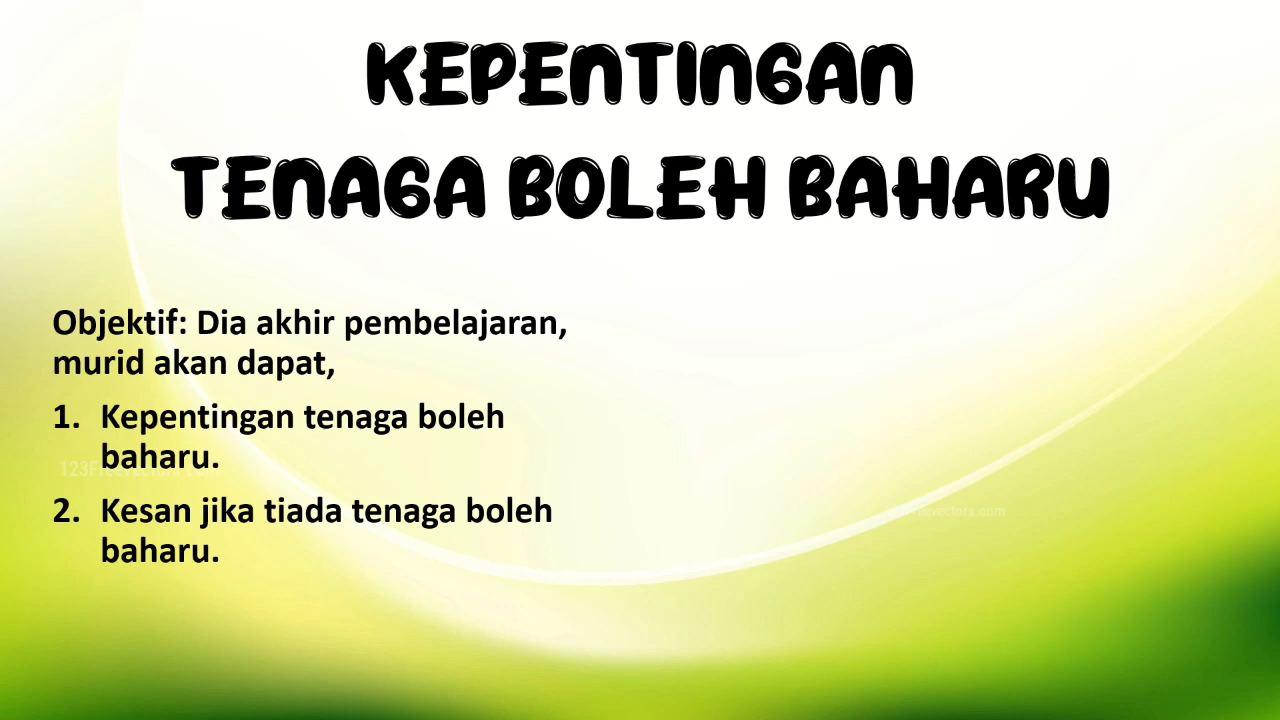 KEPENTINGAN
TENAGA BOLEH BAHARU
Objektif: Dia akhir pembelajaran,
murid akan dapat,
1. Kepentingan tenaga boleh
baharu.
2. Kesan jika tiada tenaga boleh
baharu.